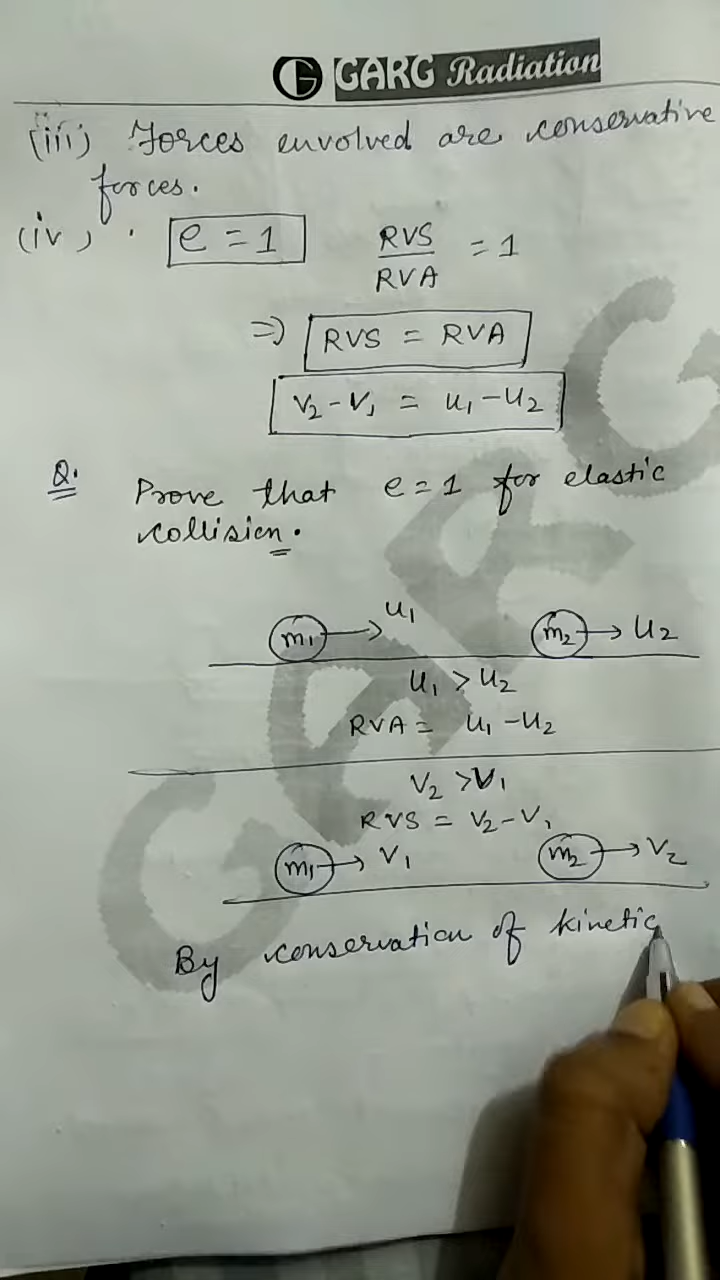 G GARG Radiation
(iii) Forces envolved are conservative
forces.
(iv) . e = 1 RVS/RVA = 1
=) RVS = RVA
V₂ - V₁ = u₁ - u₂
Q. Prove that e = 1 for elastic
collision.
m₁ → u₁ m₂ → u₂
u₁ > u₂
RVA = u₁ - u₂
V₂ > V₁
RVS = V₂ - V₁
m₁ → V₁ m₂ → V₂
By conservation of kinetic
GARG